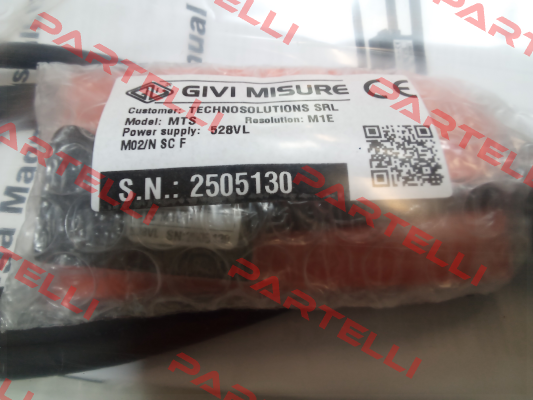 GIVI MISURE
CE
Customer: TECHNOSOLUTIONS SRL
Model: MTS Resolution: M1E
Power supply: 528VL
M02/N SC F
S.N.: 2505130
Manual
PARTELLI
PARTELLI
PARTELLI
PARTELLI
PARTELLI